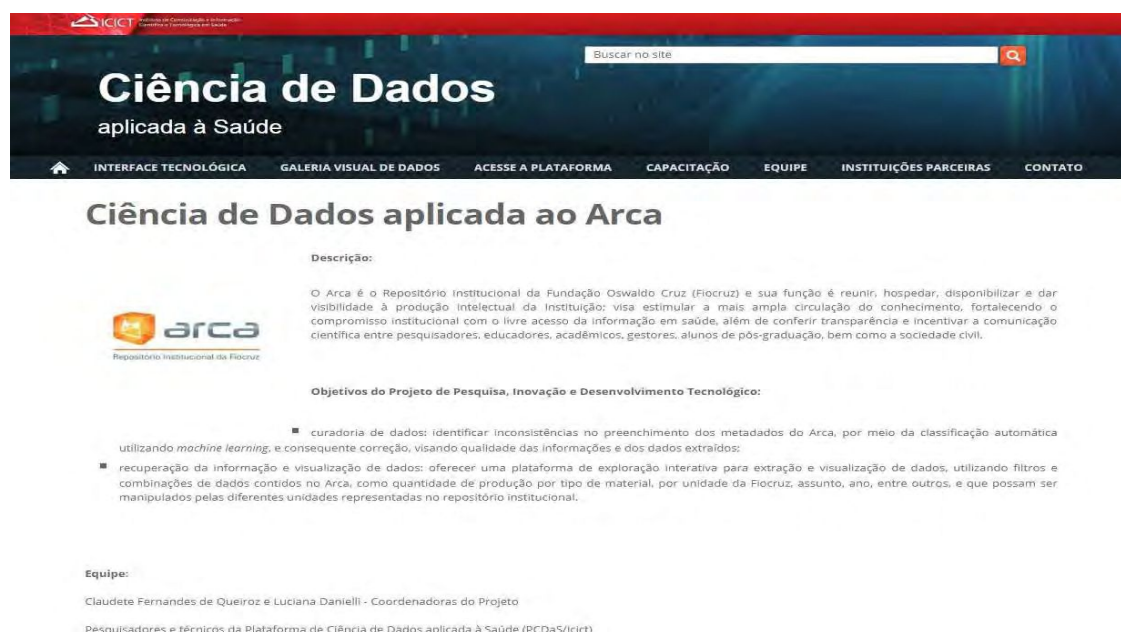 ICICT Instituto de Comunicação e Informação
Científica e Tecnológica em Saúde
Buscar no site
Ciência de Dados
aplicada à Saúde
INTERFACE TECNOLÓGICA GALERIA VISUAL DE DADOS ACESSE A PLATAFORMA CAPACITAÇÃO EQUIPE INSTITUIÇÕES PARCEIRAS CONTATO
Ciência de Dados aplicada ao Arca
Descrição:
O Arca é o Repositório Institucional da Fundação Oswaldo Cruz (Fiocruz) e sua função é reunir, hospedar, disponibilizar e dar
visibilidade à produção intelectual da Instituição; visa estimular a mais ampla circulação do conhecimento, fortalecendo o
compromisso institucional com o livre acesso da informação em saúde, além de conferir transparência e incentivar a comunicação
científica entre pesquisadores, educadores, acadêmicos, gestores, alunos de pós-graduação, bem como a sociedade civil.
arca
Repositório Institucional da Fiocruz
Objetivos do Projeto de Pesquisa, Inovação e Desenvolvimento Tecnológico:
curadoria de dados: identificar inconsistências no preenchimento dos metadados do Arca, por meio da classificação automática
utilizando machine learning, e consequente correção, visando qualidade das informações e dos dados extraídos;
recuperação da informação e visualização de dados: oferecer uma plataforma de exploração interativa para extração e visualização de dados, utilizando filtros e
combinações de dados contidos no Arca, como quantidade de produção por tipo de material, por unidade da Fiocruz, assunto, ano, entre outros, e que possam ser
manipulados pelas diferentes unidades representadas no repositório institucional.
Equipe:
Claudete Fernandes de Queiroz e Luciana Danielli - Coordenadoras do Projeto
Pesquisadores e técnicos da Plataforma de Ciência de Dados aplicada à Saúde (PCDaS/Icict)